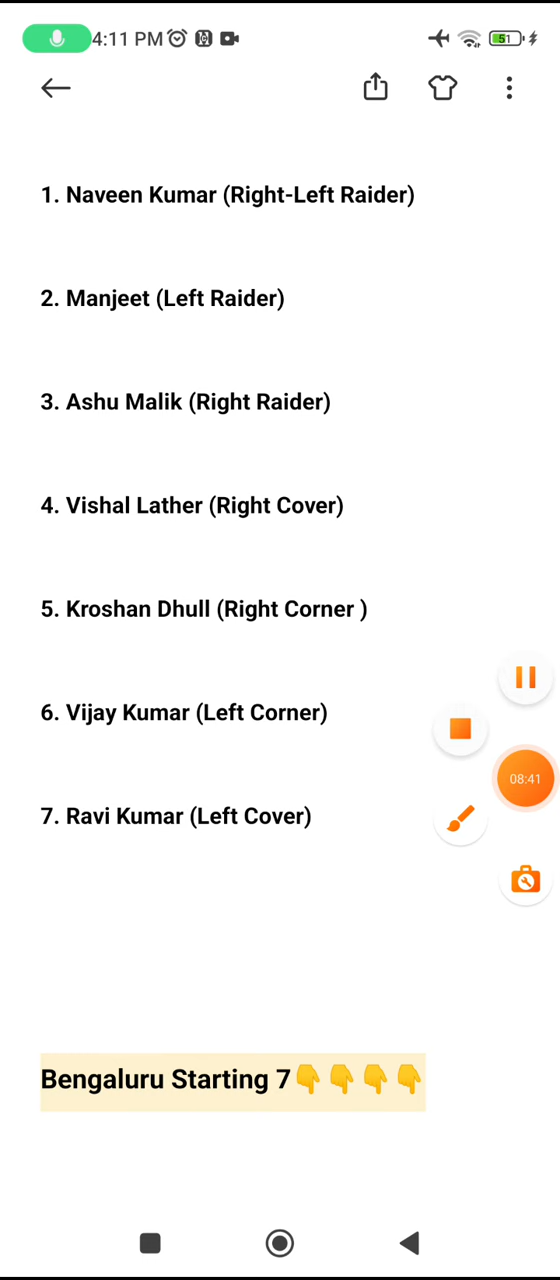 4:11 PM 51
1. Naveen Kumar (Right-Left Raider)
2. Manjeet (Left Raider)
3. Ashu Malik (Right Raider)
4. Vishal Lather (Right Cover)
5. Kroshan Dhull (Right Corner )
6. Vijay Kumar (Left Corner)
08:41
7. Ravi Kumar (Left Cover)
Bengaluru Starting 7👇👇👇👇